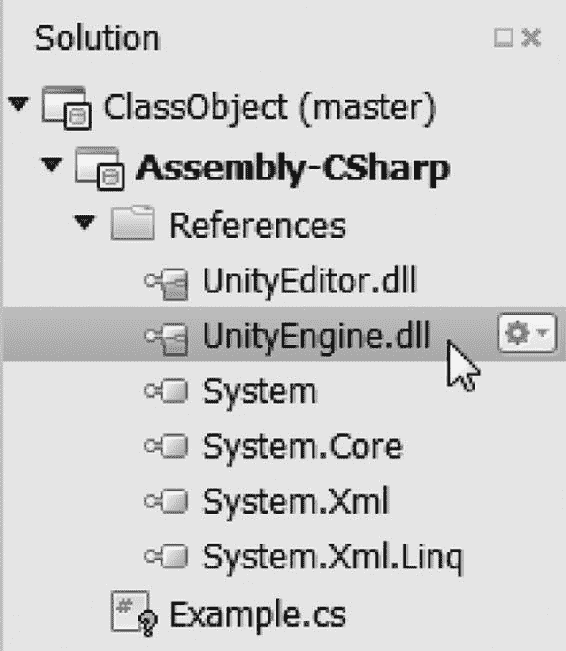 Solution
ClassObject (master)
Assembly-CSharp
References
UnityEditor.dll
UnityEngine.dll
System
System.Core
System.Xml
System.Xml.Linq
Example.cs